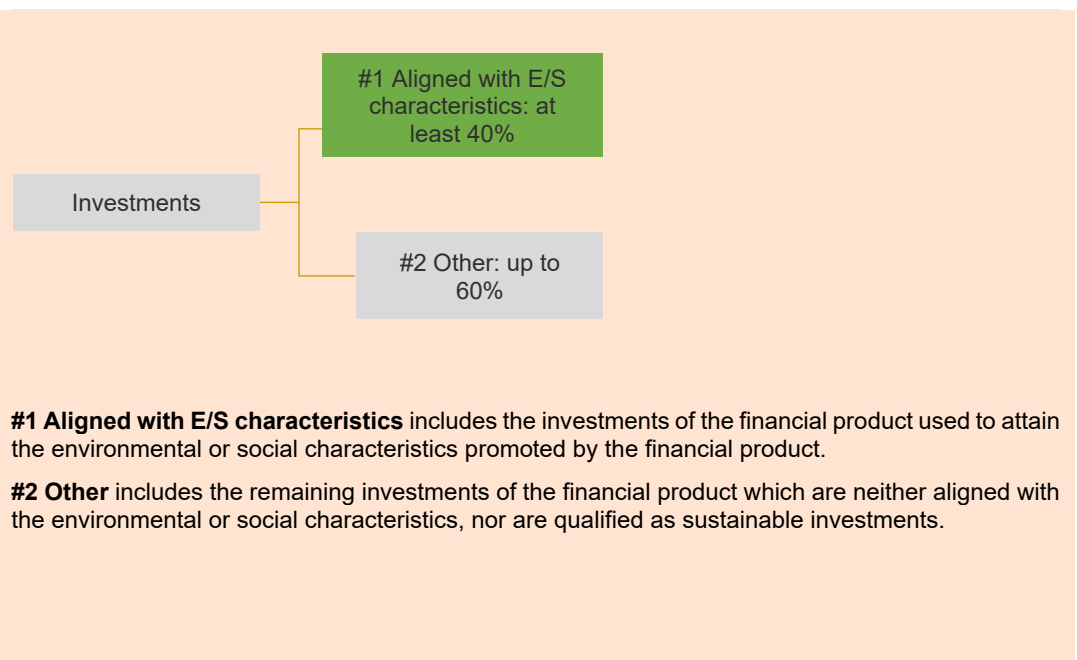 #1 Aligned with E/S
characteristics: at
least 40%
Investments
#2 Other: up to
60%
#1 Aligned with E/S characteristics includes the investments of the financial product used to attain
the environmental or social characteristics promoted by the financial product.
#2 Other includes the remaining investments of the financial product which are neither aligned with
the environmental or social characteristics, nor are qualified as sustainable investments.